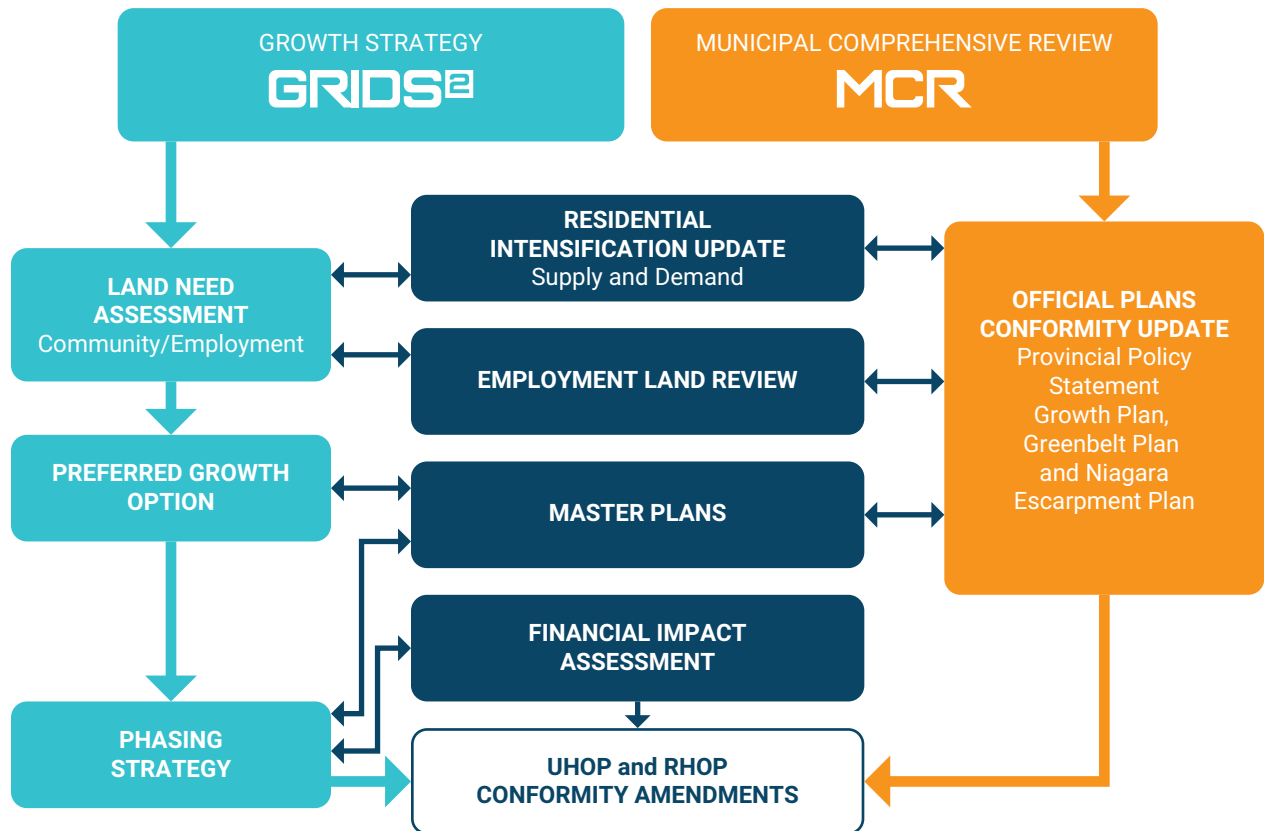 GROWTH STRATEGY
GRIDS²
MUNICIPAL COMPREHENSIVE REVIEW
MCR
LAND NEED
ASSESSMENT
Community/Employment
PREFERRED GROWTH
OPTION
PHASING
STRATEGY
RESIDENTIAL
INTENSIFICATION UPDATE
Supply and Demand
EMPLOYMENT LAND REVIEW
MASTER PLANS
FINANCIAL IMPACT
ASSESSMENT
UHOP and RHOP
CONFORMITY AMENDMENTS
OFFICIAL PLANS
CONFORMITY UPDATE
Provincial Policy
Statement
Growth Plan,
Greenbelt Plan
and Niagara
Escarpment Plan